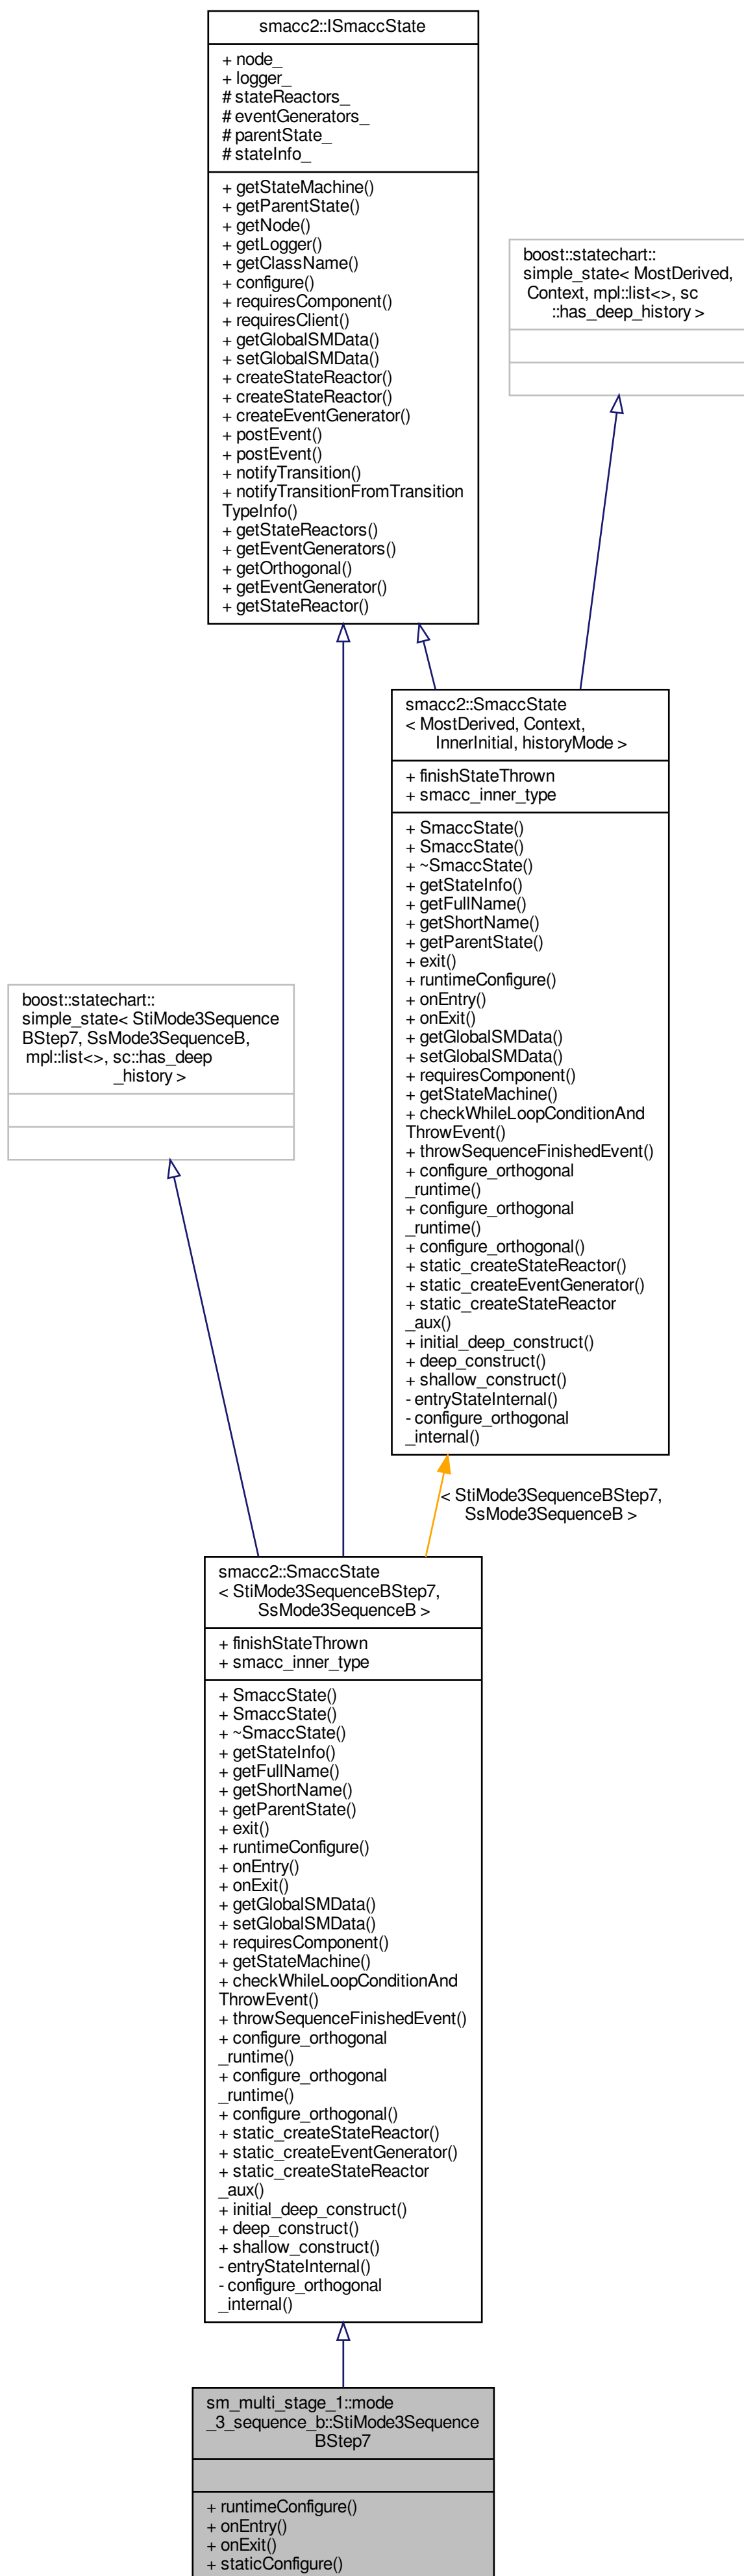 smacc2::ISmaccState
+ node_
+ logger_
# stateReactors_
# eventGenerators_
# parentState_
# stateInfo_
+ getStateMachine()
+ getParentState()
+ getNode()
+ getLogger()
+ getClassName()
+ configure()
+ requiresComponent()
+ requiresClient()
+ getGlobalSMData()
+ setGlobalSMData()
+ createStateReactor()
+ createStateReactor()
+ createEventGenerator()
+ postEvent()
+ postEvent()
+ notifyTransition()
+ notifyTransitionFromTransition
TypeInfo()
+ getStateReactors()
+ getEventGenerators()
+ getOrthogonal()
+ getEventGenerator()
+ getStateReactor()
boost::statechart::
simple_state< MostDerived,
Context, mpl::list<>, sc
::has_deep_history >
smacc2::SmaccState
< MostDerived, Context,
InnerInitial, historyMode >
+ finishStateThrown
+ smacc_inner_type
+ SmaccState()
+ SmaccState()
+ ~SmaccState()
+ getStateInfo()
+ getFullName()
+ getShortName()
+ getParentState()
+ exit()
+ runtimeConfigure()
+ onEntry()
+ onExit()
+ getGlobalSMData()
+ setGlobalSMData()
+ requiresComponent()
+ getStateMachine()
+ checkWhileLoopConditionAnd
ThrowEvent()
+ throwSequenceFinishedEvent()
+ configure_orthogonal
_runtime()
+ configure_orthogonal
_runtime()
+ configure_orthogonal()
+ static_createStateReactor()
+ static_createEventGenerator()
+ static_createStateReactor
_aux()
+ initial_deep_construct()
+ deep_construct()
+ shallow_construct()
- entryStateInternal()
- configure_orthogonal
_internal()
boost::statechart::
simple_state< StiMode3Sequence
BStep7, SsMode3SequenceB,
mpl::list<>, sc::has_deep
_history >
< StiMode3SequenceBStep7,
SsMode3SequenceB >
smacc2::SmaccState
< StiMode3SequenceBStep7,
SsMode3SequenceB >
+ finishStateThrown
+ smacc_inner_type
+ SmaccState()
+ SmaccState()
+ ~SmaccState()
+ getStateInfo()
+ getFullName()
+ getShortName()
+ getParentState()
+ exit()
+ runtimeConfigure()
+ onEntry()
+ onExit()
+ getGlobalSMData()
+ setGlobalSMData()
+ requiresComponent()
+ getStateMachine()
+ checkWhileLoopConditionAnd
ThrowEvent()
+ throwSequenceFinishedEvent()
+ configure_orthogonal
_runtime()
+ configure_orthogonal
_runtime()
+ configure_orthogonal()
+ static_createStateReactor()
+ static_createEventGenerator()
+ static_createStateReactor
_aux()
+ initial_deep_construct()
+ deep_construct()
+ shallow_construct()
- entryStateInternal()
- configure_orthogonal
_internal()
sm_multi_stage_1::mode
_3_sequence_b::StiMode3Sequence
BStep7
+ runtimeConfigure()
+ onEntry()
+ onExit()
+ staticConfigure()